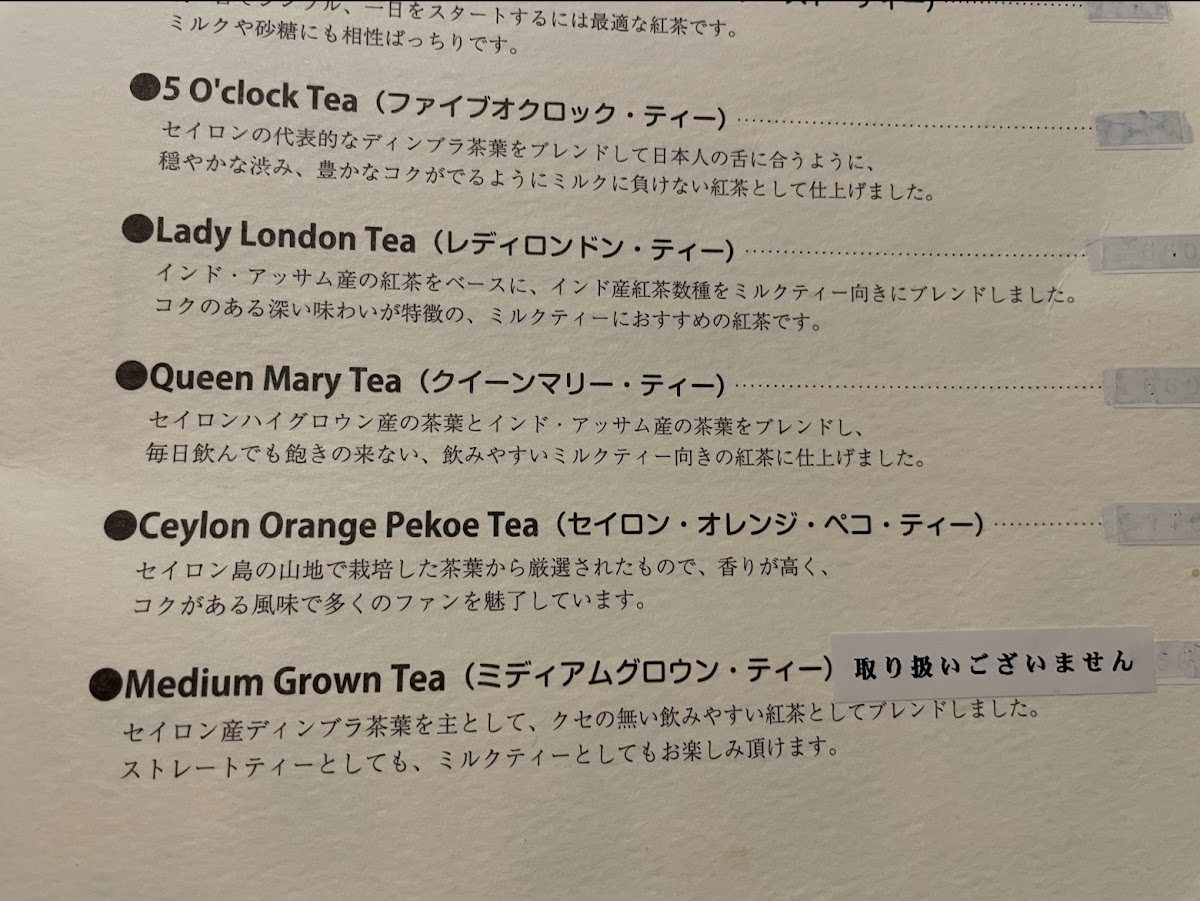 一日をスタートするには最適な紅茶です。
ミルクや砂糖にも相性ばっちりです。
●5 O'clock Tea（ファイブオクロック・ティー）
セイロンの代表的なディンブラ茶葉をブレンドして日本人の舌に合うように、
穏やかな渋み、豊かなコクがでるようにミルクに負けない紅茶として仕上げました。
●Lady London Tea（レディロンドン・ティー）
インド・アッサム産の紅茶をベースに、インド産紅茶数種をミルクティー向きにブレンドしました。
コクのある深い味わいが特徴の、ミルクティーにおすすめの紅茶です。
●Queen Mary Tea（クイーンマリー・ティー）
セイロンハイグロウン産の茶葉とインド・アッサム産の茶葉をブレンドし、
毎日飲んでも飽きの来ない、飲みやすいミルクティー向きの紅茶に仕上げました。
●Ceylon Orange Pekoe Tea（セイロン・オレンジ・ペコ・ティー）
セイロン島の山地で栽培した茶葉から厳選されたもので、香りが高く、
コクがある風味で多くのファンを魅了しています。
●Medium Grown Tea（ミディアムグロウン・ティー）取り扱いございません
セイロン産ディンブラ茶葉を主として、クセの無い飲みやすい紅茶としてブレンドしました。
ストレートティーとしても、ミルクティーとしてもお楽しみ頂けます。